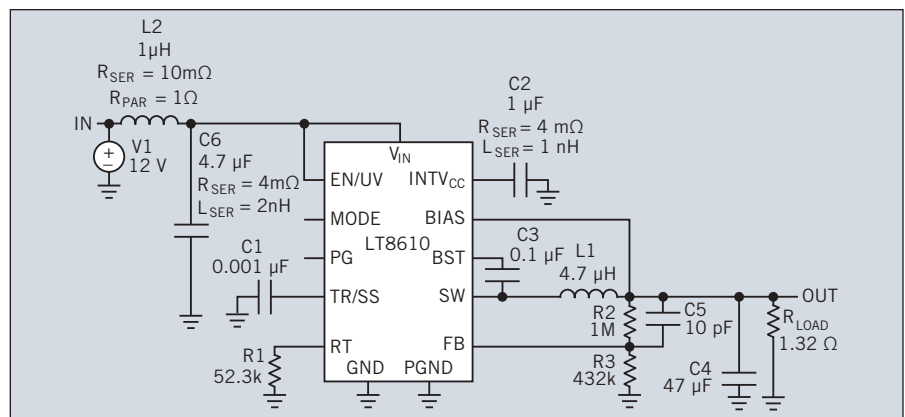 L2
1µH
R_SER = 10mΩ
R_PAR = 1Ω
IN
V1
12 V
C6
4.7 µF
R_SER = 4mΩ
L_SER = 2nH
C2
1 µF
R_SER = 4 mΩ
L_SER = 1 nH
V_IN
EN/UV
INTV_CC
MODE
BIAS
LT8610
PG
BST
C3
0.1 µF
L1
4.7 µH
C1
0.001 µF
TR/SS
SW
OUT
R2
1M
C5
10 pF
R_LOAD
1.32 Ω
RT
FB
R1
52.3k
GND
PGND
R3
432k
C4
47 µF